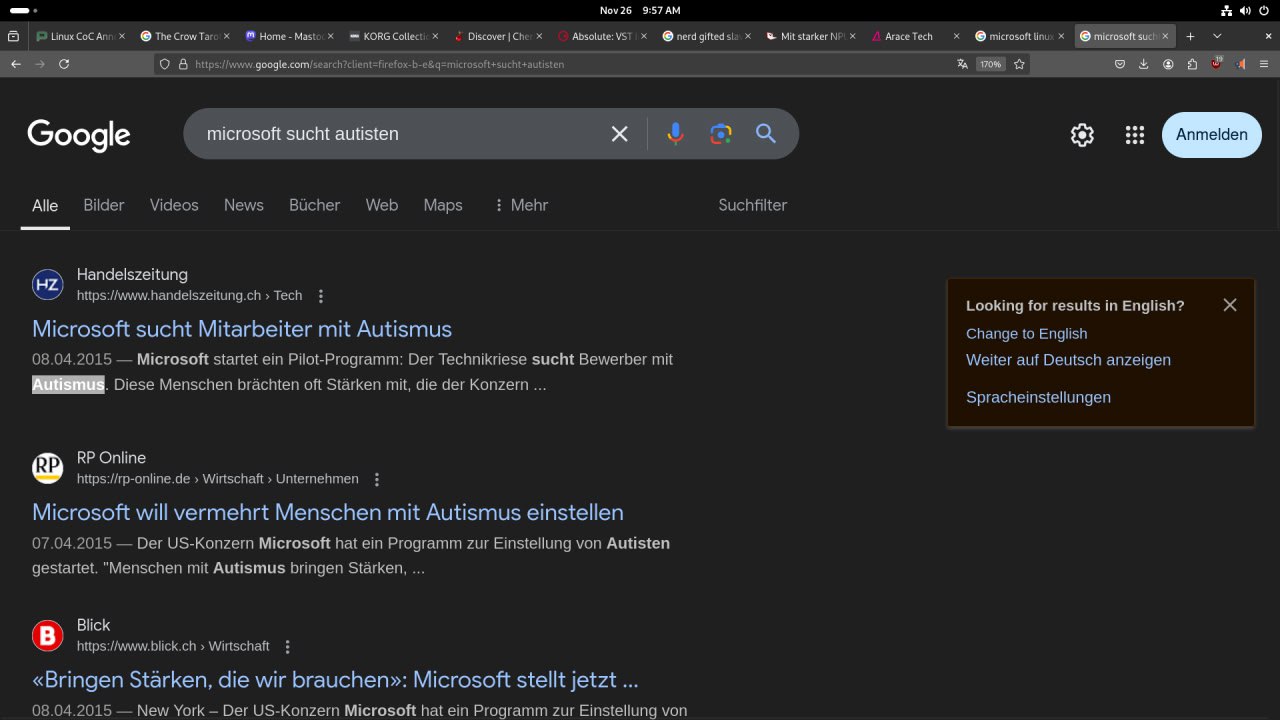 Nov 26 9:57 AM
Linux CoC Ann
The Crow Tarot
Home - Masto
KORG Collectio
Discover | Che
Absolute: VST
nerd gifted sla
Mit starker NPU
Arace Tech
microsoft linux
microsoft such
https://www.google.com/search?client=firefox-b-e&q=microsoft+sucht+autisten
170%
19
Google
microsoft sucht autisten
Anmelden
Alle
Bilder
Videos
News
Bücher
Web
Maps
Mehr
Suchfilter
HZ
Handelszeitung
https://www.handelszeitung.ch › Tech
Microsoft sucht Mitarbeiter mit Autismus
08.04.2015 — Microsoft startet ein Pilot-Programm: Der Technikriese sucht Bewerber mit
Autismus. Diese Menschen brächten oft Stärken mit, die der Konzern ...
Looking for results in English?
Change to English
Weiter auf Deutsch anzeigen
Spracheinstellungen
RP
RP Online
https://rp-online.de › Wirtschaft › Unternehmen
Microsoft will vermehrt Menschen mit Autismus einstellen
07.04.2015 — Der US-Konzern Microsoft hat ein Programm zur Einstellung von Autisten
gestartet. "Menschen mit Autismus bringen Stärken, ...
B
Blick
https://www.blick.ch › Wirtschaft
«Bringen Stärken, die wir brauchen»: Microsoft stellt jetzt ...
08.04.2015 — New York – Der US-Konzern Microsoft hat ein Programm zur Einstellung von